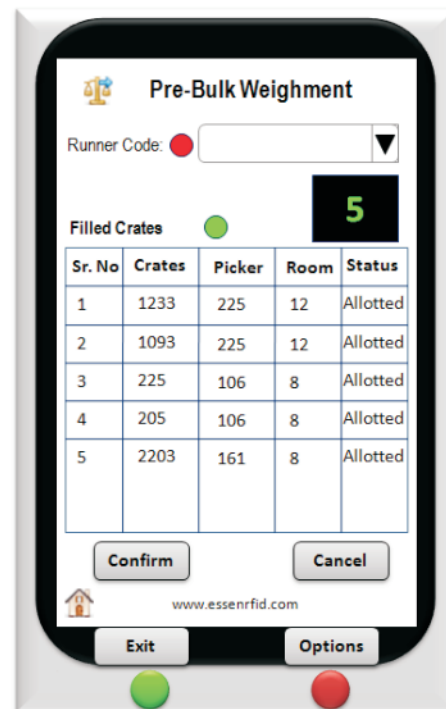 Pre-Bulk Weighment
Runner Code:
5
Filled Crates
Sr. No Crates Picker Room Status
1 1233 225 12 Allotted
2 1093 225 12 Allotted
3 225 106 8 Allotted
4 205 106 8 Allotted
5 2203 161 8 Allotted
Confirm Cancel
www.essenrfid.com
Exit Options